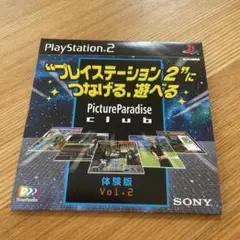 PlayStation.2
"プレイステーション 2"に
つなげる,遊べる
PictureParadise
club
体験版
Vol.2
SONY